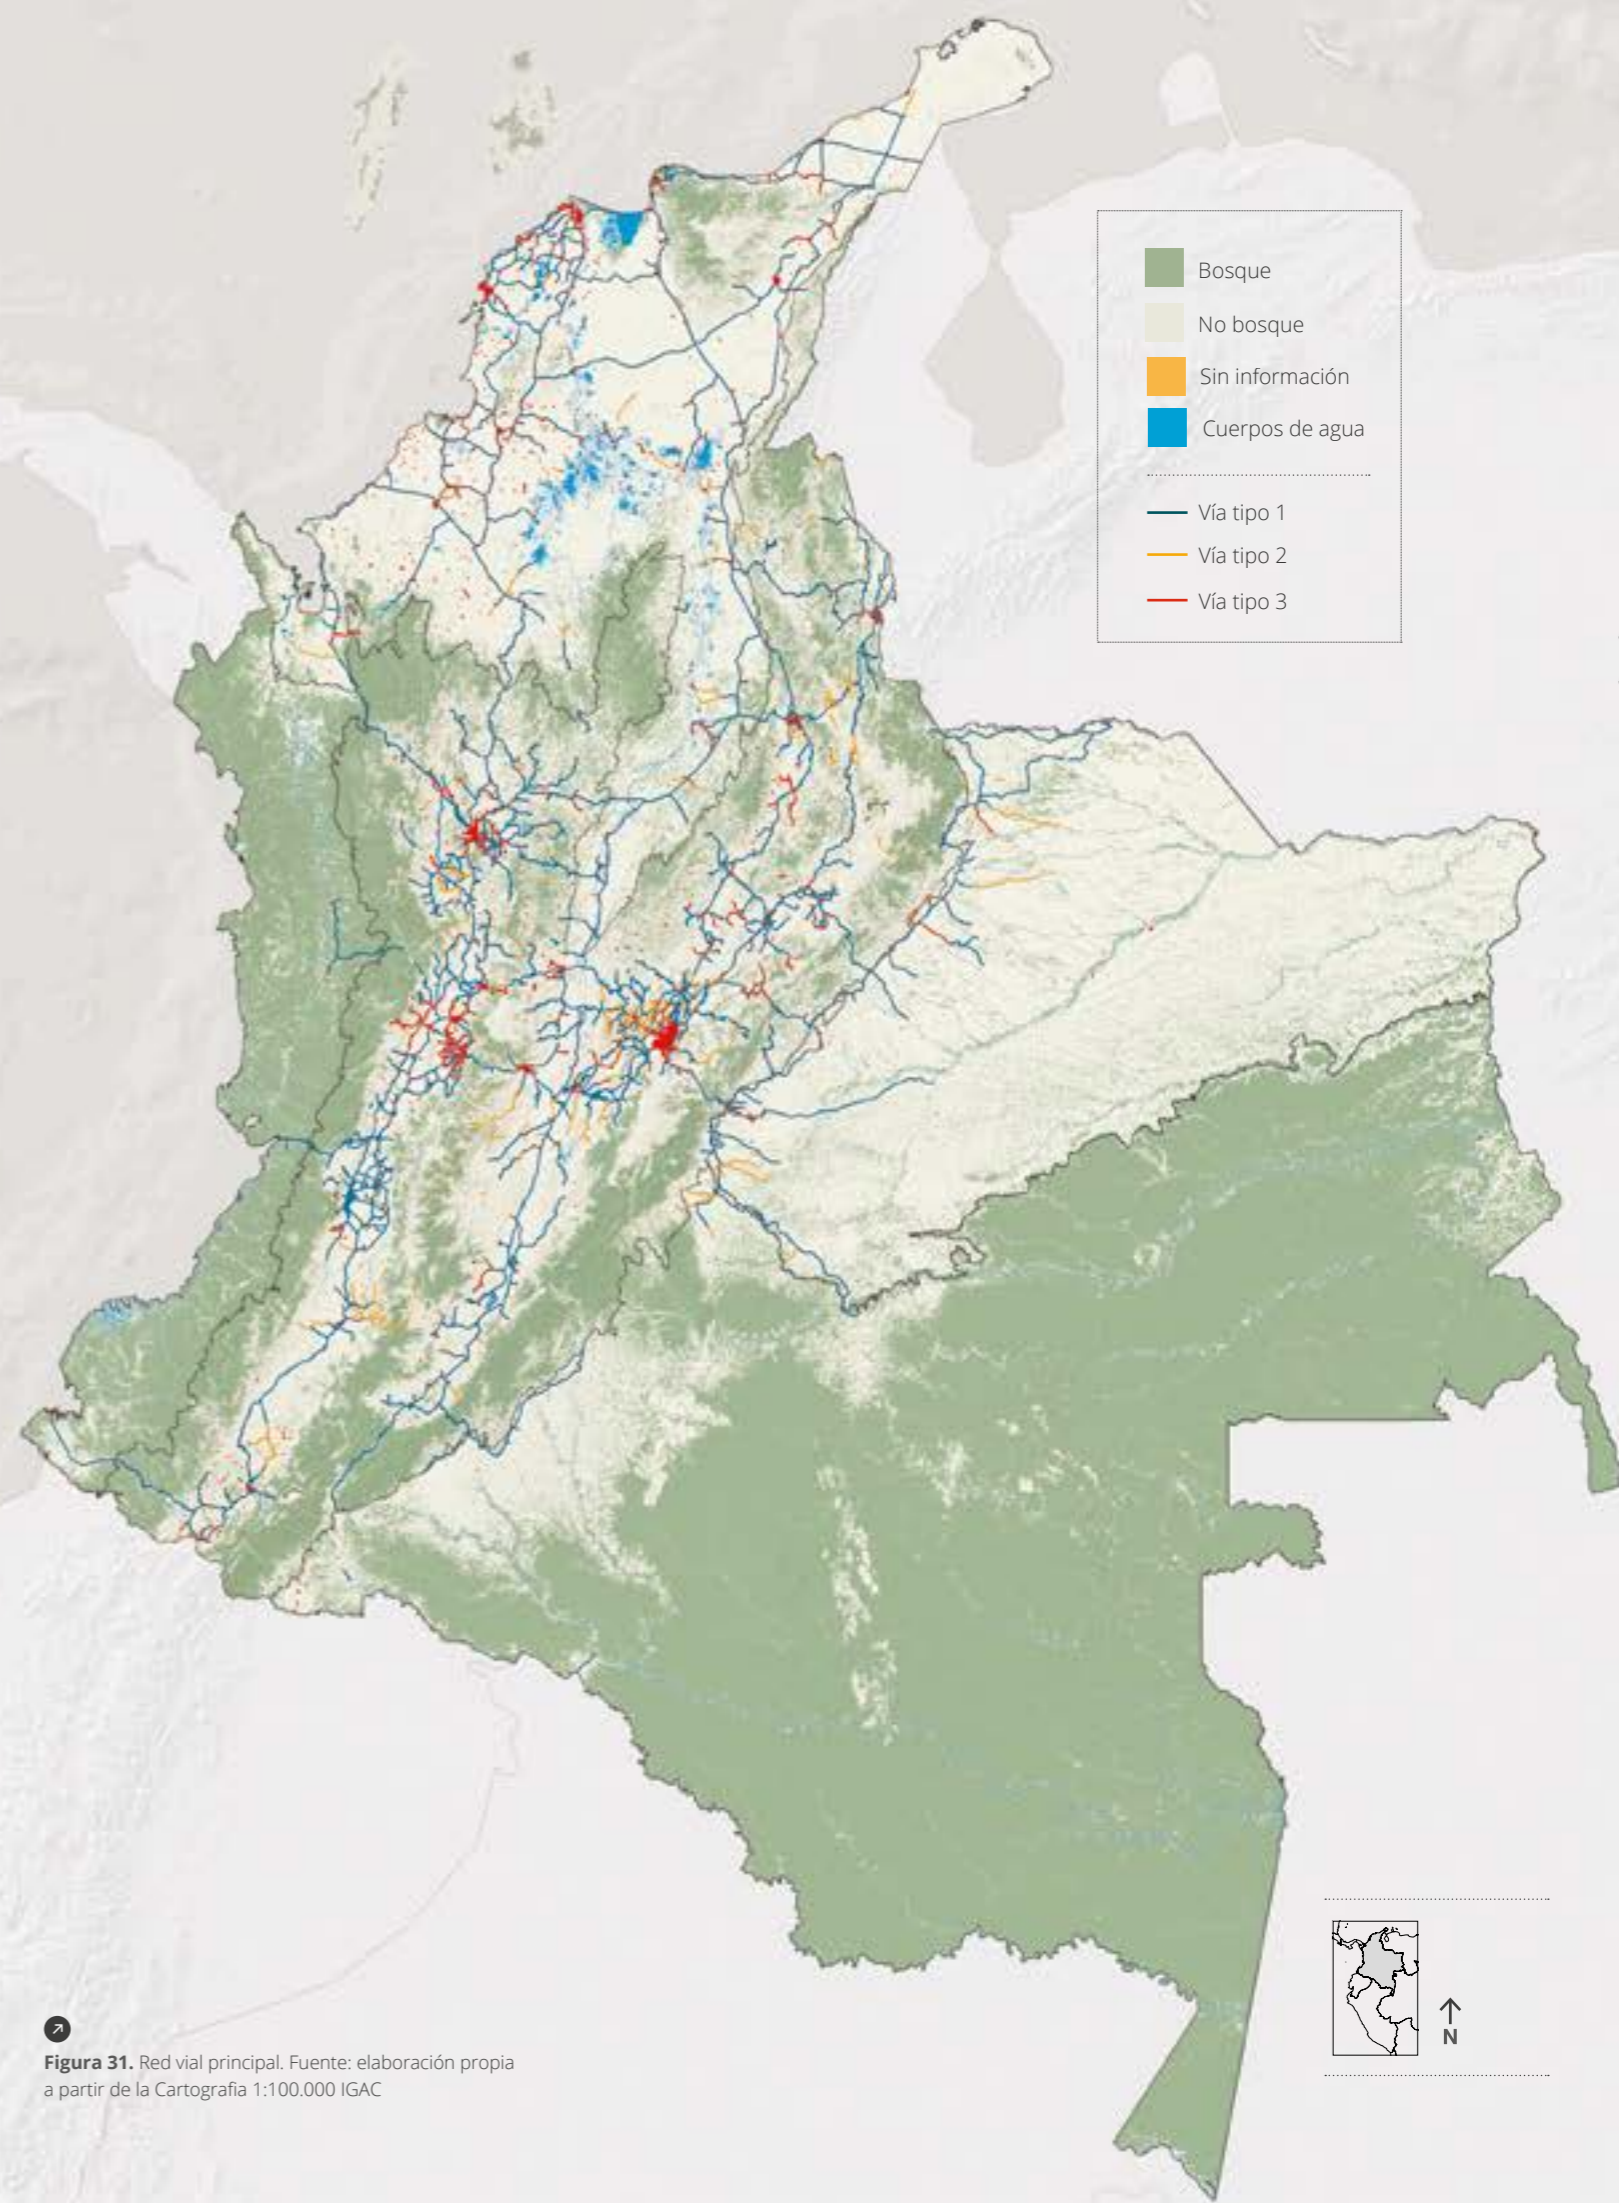 Bosque
No bosque
Sin información
Cuerpos de agua
Vía tipo 1
Vía tipo 2
Vía tipo 3
N
Figura 31. Red vial principal. Fuente: elaboración propia
a partir de la Cartografia 1:100.000 IGAC